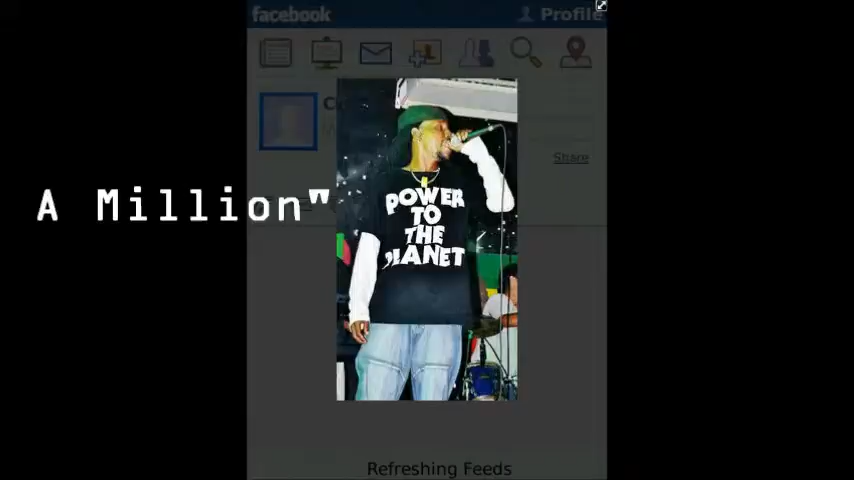 facebook
Profile
Share
A Million"
POWER
TO
THE
PLANET
Refreshing Feeds